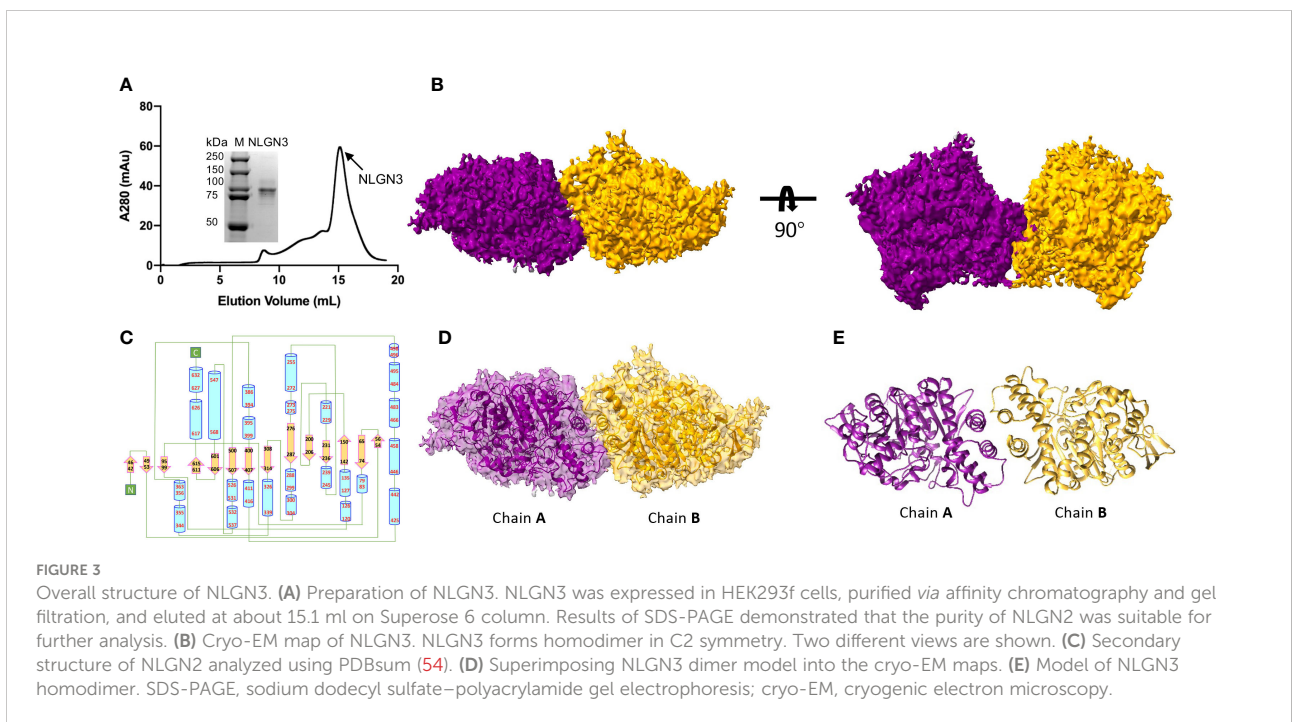 A
80
60
40
20
0
A280 (mAu)
kDa M NLGN3
250
150
100
75
50
NLGN3
0 5 10 15 20
Elution Volume (mL)
B
90°
C
C
N
D
Chain A
Chain B
E
Chain A
Chain B
FIGURE 3
Overall structure of NLGN3. (A) Preparation of NLGN3. NLGN3 was expressed in HEK293f cells, purified via affinity chromatography and gel
filtration, and eluted at about 15.1 ml on Superose 6 column. Results of SDS-PAGE demonstrated that the purity of NLGN2 was suitable for
further analysis. (B) Cryo-EM map of NLGN3. NLGN3 forms homodimer in C2 symmetry. Two different views are shown. (C) Secondary
structure of NLGN2 analyzed using PDBsum (54). (D) Superimposing NLGN3 dimer model into the cryo-EM maps. (E) Model of NLGN3
homodimer. SDS-PAGE, sodium dodecyl sulfate–polyacrylamide gel electrophoresis; cryo-EM, cryogenic electron microscopy.